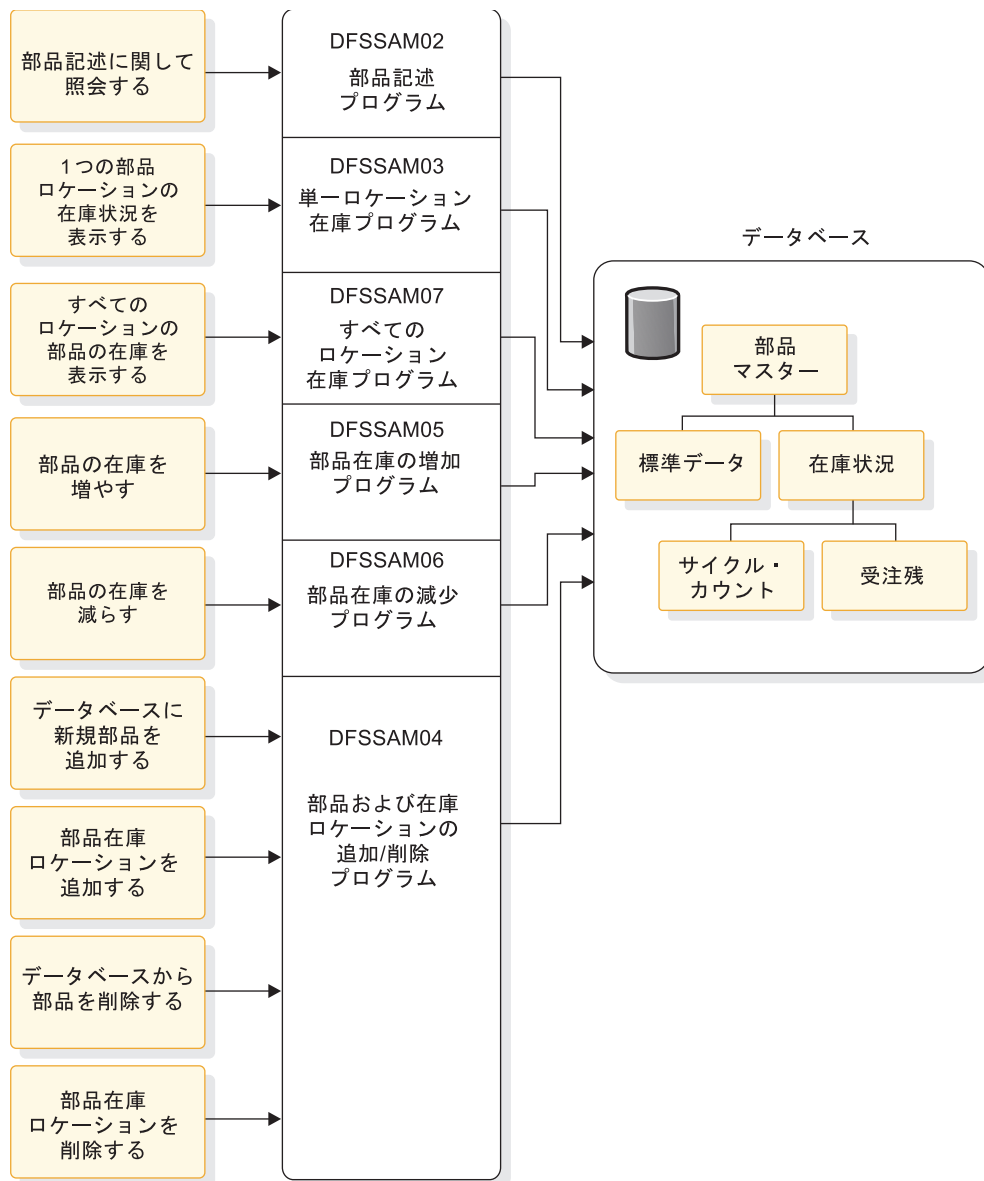 部品記述に関して
照会する
1つの部品
ロケーションの
在庫状況を
表示する
すべての
ロケーションの
部品の在庫を
表示する
部品の在庫を
増やす
部品の在庫を
減らす
データベースに
新規部品を
追加する
部品在庫
ロケーションを
追加する
データベースから
部品を削除する
部品在庫
ロケーションを
削除する
DFSSAM02
部品記述
プログラム
DFSSAM03
単一ロケーション
在庫プログラム
DFSSAM07
すべての
ロケーション
在庫プログラム
DFSSAM05
部品在庫の増加
プログラム
DFSSAM06
部品在庫の減少
プログラム
DFSSAM04
部品および在庫
ロケーションの
追加/削除
プログラム
データベース
部品
マスター
標準データ
在庫状況
サイクル・
カウント
受注残